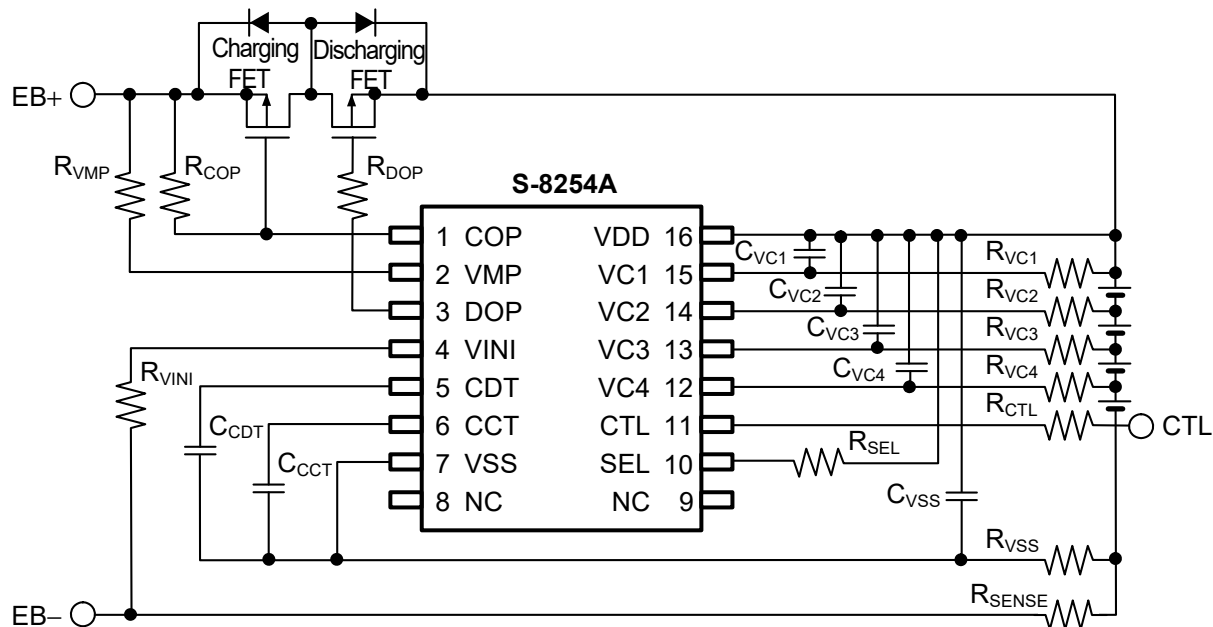 Charging Discharging
FET FET
EB+
RVMP
RCOP
RDOP
S-8254A
1 COP VDD 16
2 VMP VC1 15
3 DOP VC2 14
4 VINI VC3 13
5 CDT VC4 12
6 CCT CTL 11
7 VSS SEL 10
8 NC NC 9
CVC1
CVC2
CVC3
CVC4
RVC1
RVC2
RVC3
RVC4
RCTL
CTL
RSEL
RVINI
CCDT
CCCT
CVSS
RVSS
RSENSE
EB−